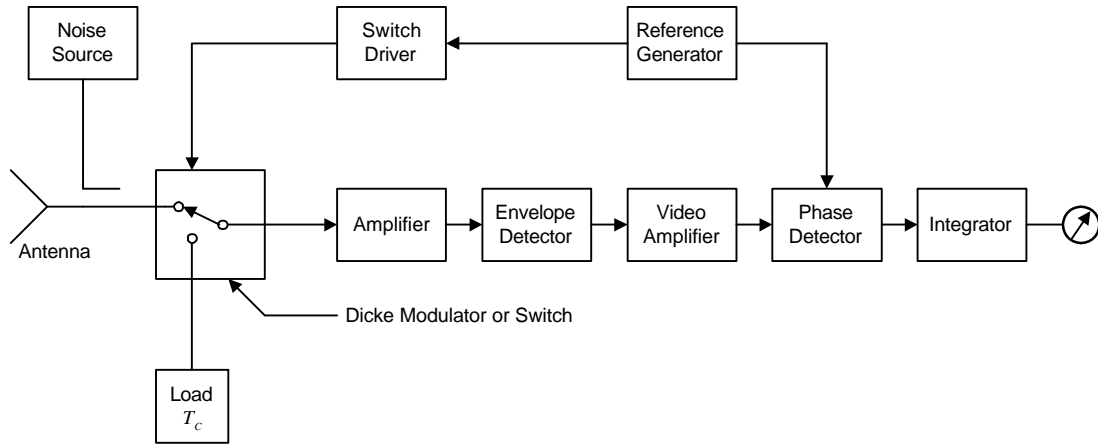 Noise
Source
Switch
Driver
Reference
Generator
Antenna
Amplifier
Envelope
Detector
Video
Amplifier
Phase
Detector
Integrator
Dicke Modulator or Switch
Load
T_C